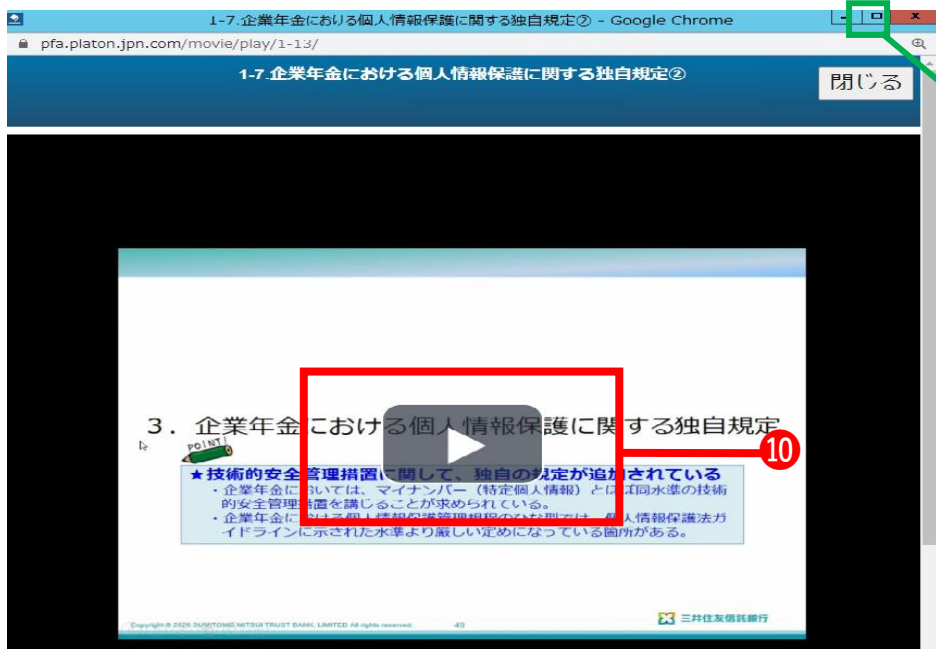 1-7.企業年金における個人情報保護に関する独自規定② - Google Chrome
pfa.platon.jpn.com/movie/play/1-13/
1-7.企業年金における個人情報保護に関する独自規定②
閉じる
3．企業年金における個人情報保護に関する独自規定
POINT!
⑩
★技術的安全管理措置に関して、独自の規定が追加されている
・企業年金においては、マイナンバー（特定個人情報）とほぼ同水準の技術
的安全管理措置を講じることが求められている。
・企業年金における個人情報保護管理規程のひな型では、個人情報保護法ガ
イドラインに示された水準より厳しい定めになっている箇所がある。
Copyright © 2020 SUMITOMO MITSUI TRUST BANK, LIMITED All rights reserved.
49
三井住友信託銀行